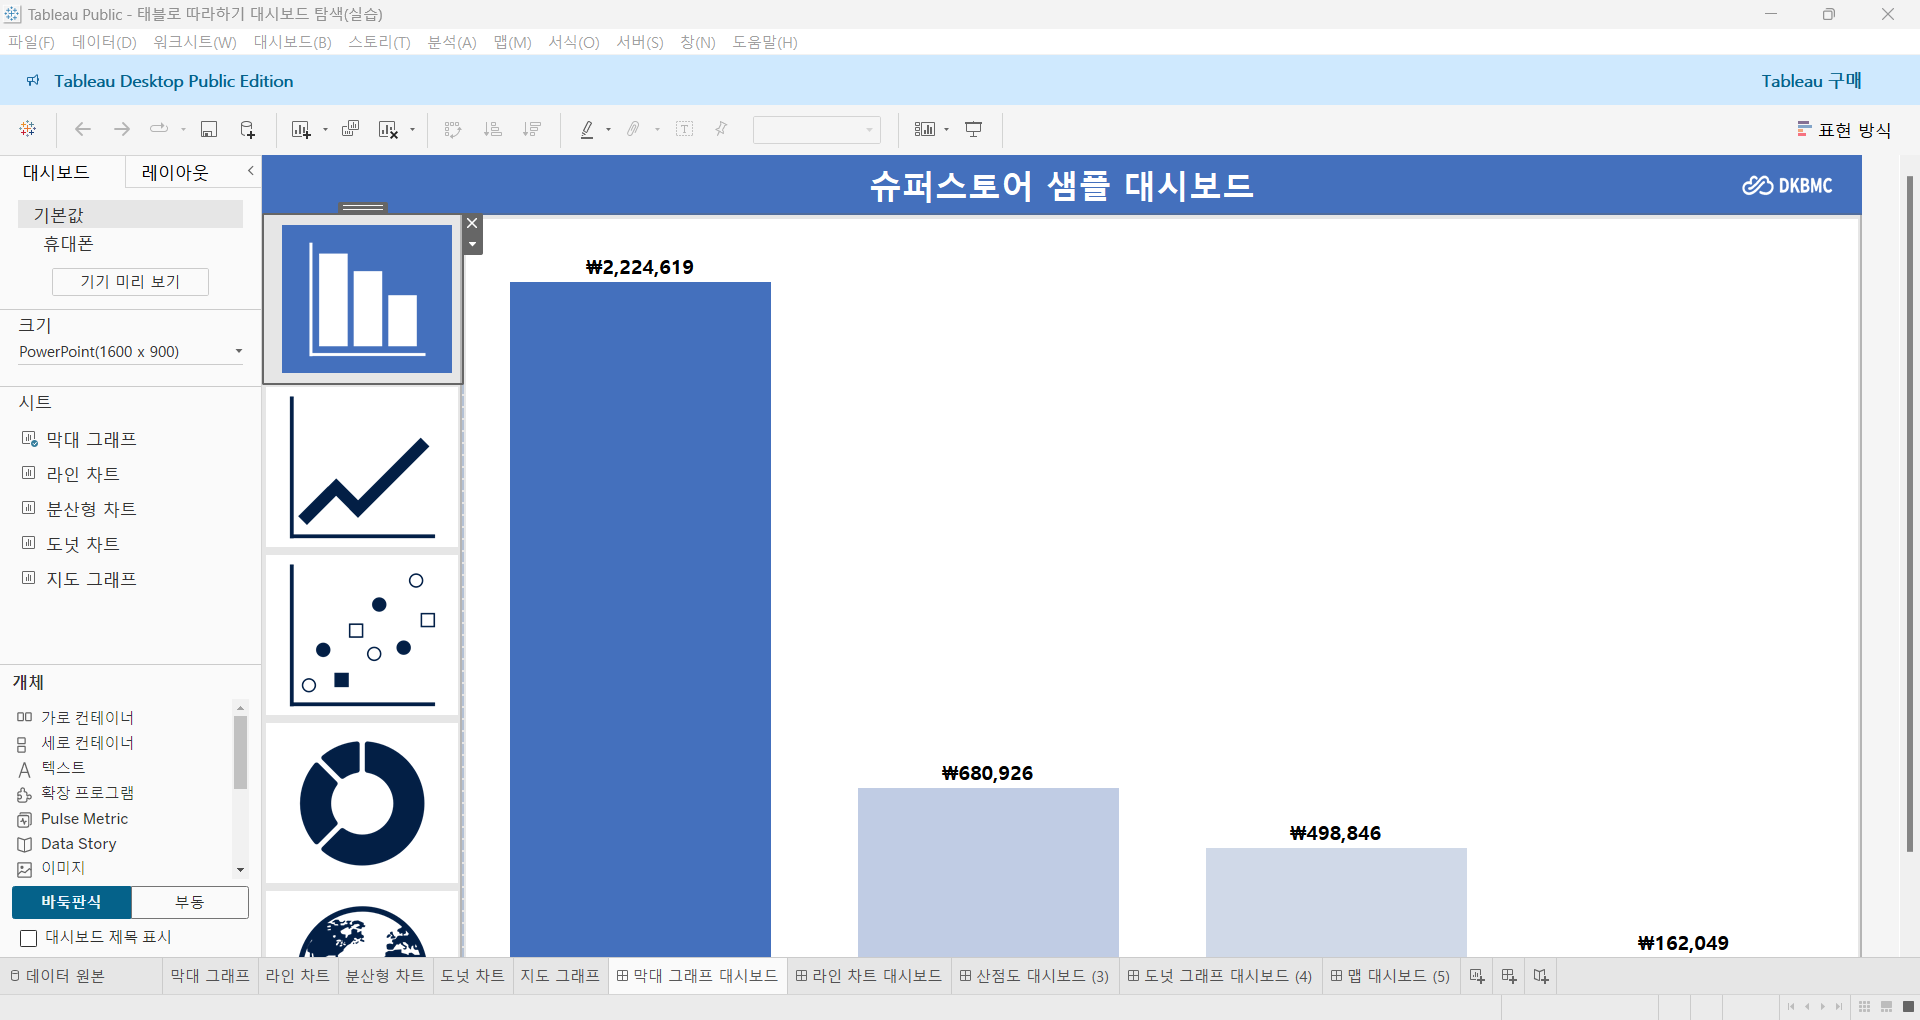 Tableau Public - 태블로 따라하기 대시보드 탐색(실습)
파일(F) 데이터(D) 워크시트(W) 대시보드(B) 스토리(T) 분석(A) 맵(M) 서식(O) 서버(S) 창(N) 도움말(H)
Tableau Desktop Public Edition
Tableau 구매
표현 방식
대시보드
레이아웃
기본값
휴대폰
기기 미리 보기
크기
PowerPoint(1600 x 900)
시트
막대 그래프
라인 차트
분산형 차트
도넛 차트
지도 그래프
개체
가로 컨테이너
세로 컨테이너
텍스트
확장 프로그램
Pulse Metric
Data Story
이미지
바둑판식
부동
대시보드 제목 표시
슈퍼스토어 샘플 대시보드
DKBMC
₩2,224,619
₩680,926
₩498,846
₩162,049
데이터 원본 막대 그래프 라인 차트 분산형 차트 도넛 차트 지도 그래프 막대 그래프 대시보드 라인 차트 대시보드 산점도 대시보드 (3) 도넛 그래프 대시보드 (4) 맵 대시보드 (5)